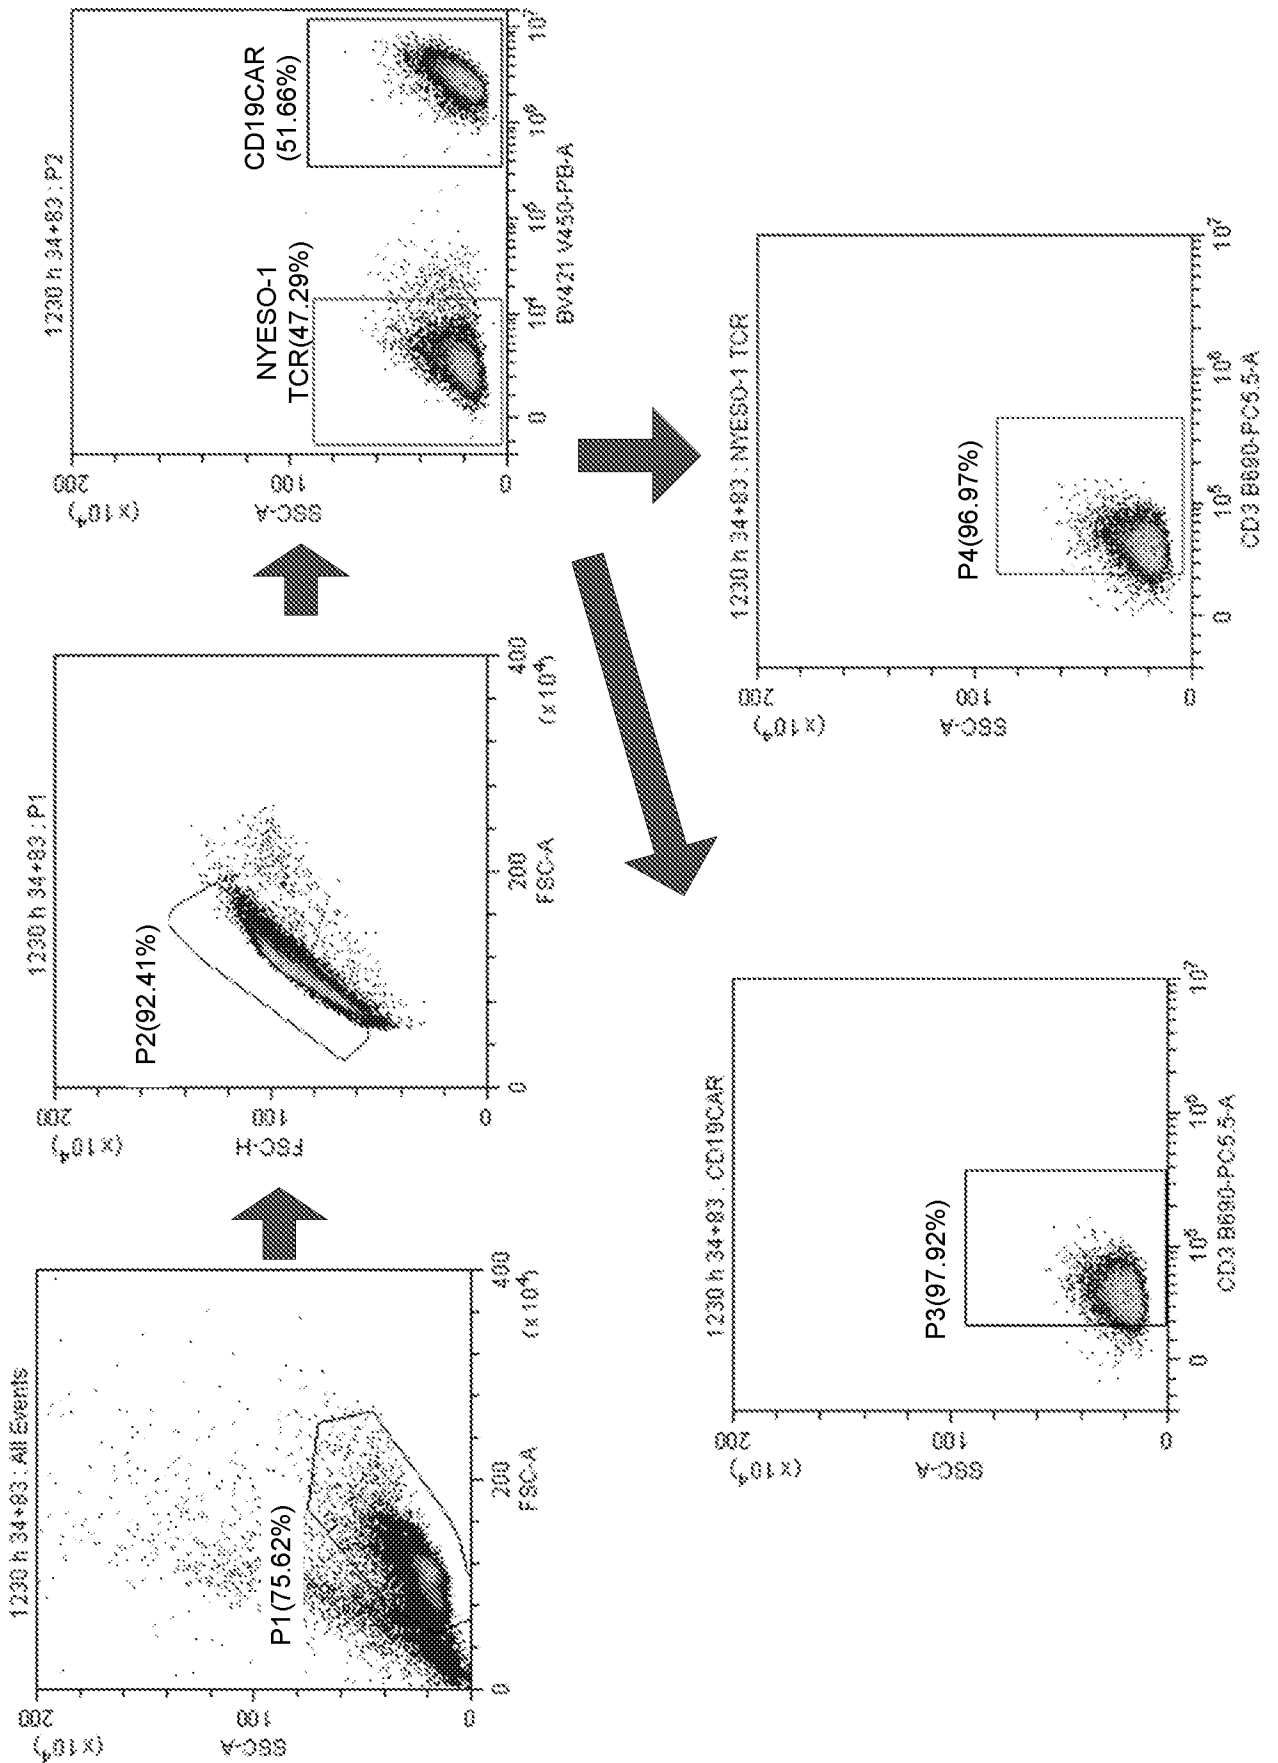 1230 h 34+83 : All Events
200
(x10⁴)
100
SSC-A
0
P1(75.62%)
0
200
400
FSC-A
(x10⁴)
1230 h 34+83 : P1
200
(x10⁴)
100
FSC-H
0
P2(92.41%)
0
200
400
FSC-A
(x10⁴)
1230 h 34+83 : P2
200
(x10⁴)
100
SSC-A
0
NYESO-1
TCR(47.29%)
CD19CAR
(51.66%)
0
10⁴
10⁵
10⁶
10⁷
BV421 V450-PB-A
1230 h 34+83 : CD19CAR
200
(x10⁴)
100
SSC-A
0
P3(97.92%)
0
10⁵
10⁶
10⁷
CD3 B690-PC5.5-A
1230 h 34+83 : NYESO-1 TCR
200
(x10⁴)
100
SSC-A
0
P4(96.97%)
0
10⁵
10⁶
10⁷
CD3 B690-PC5.5-A